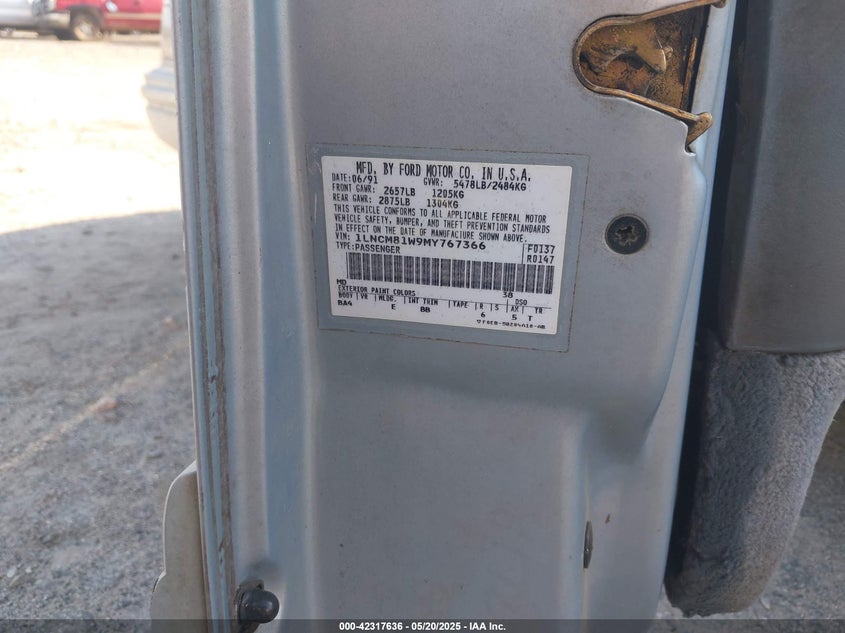 MFD. BY FORD MOTOR CO. IN U.S.A.
DATE: 06/91 GVWR: 5478LB/2484KG
FRONT GAWR: 2657LB 1205KG
REAR GAWR: 2875LB 1304KG
THIS VEHICLE CONFORMS TO ALL APPLICABLE FEDERAL MOTOR
VEHICLE SAFETY, BUMPER, AND THEFT PREVENTION STANDARDS
IN EFFECT ON THE DATE OF MANUFACTURE SHOWN ABOVE.
VIN: 1LNCM81W9MY767366 F0137
TYPE: PASSENGER R0147
MD 38
EXTERIOR PAINT COLORS DSO
BODY VR MLDG. INT TRIM TAPE R S AX TR
BA4 E BB 6 5 T
000-42317636 - 05/20/2025 - IAA Inc.